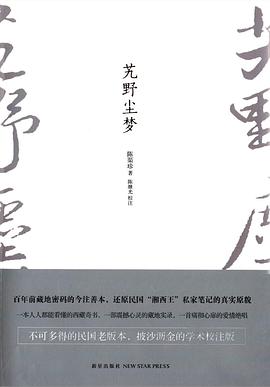 艽野尘梦
陈渠珍 著
陈继光 校注
百年前藏地密码的今注善本，还原民国“湘西王”私家笔记的真实原貌
一本人人都能看懂的西藏奇书、一部震撼心灵的藏地实录、一首痛彻心扉的爱情绝唱
不可多得的民国老版本，披沙沥金的学术校注版
新星出版社 NEW STAR PRESS